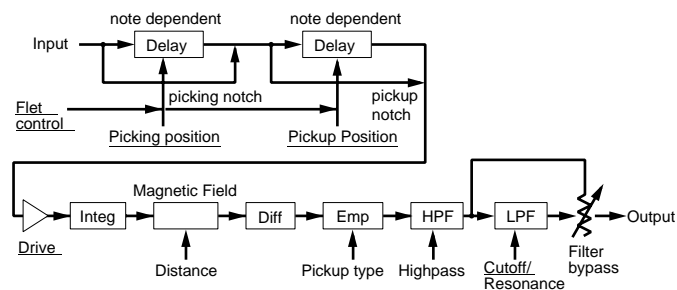 note dependent
note dependent
Input
Delay
Delay
picking notch
pickup
notch
Flet
control
Picking position
Pickup Position
Magnetic Field
Integ
Diff
Emp
HPF
LPF
Output
Drive
Distance
Pickup type
Highpass
Cutoff/
Resonance
Filter
bypass